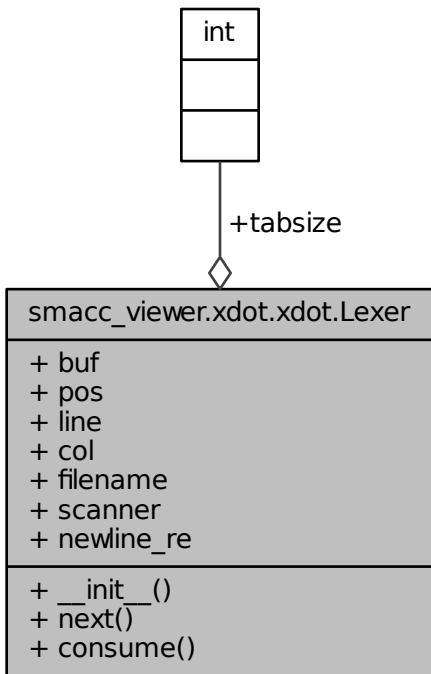 int
+tabsize
smacc_viewer.xdot.xdot.Lexer
+ buf
+ pos
+ line
+ col
+ filename
+ scanner
+ newline_re
+ __init__()
+ next()
+ consume()